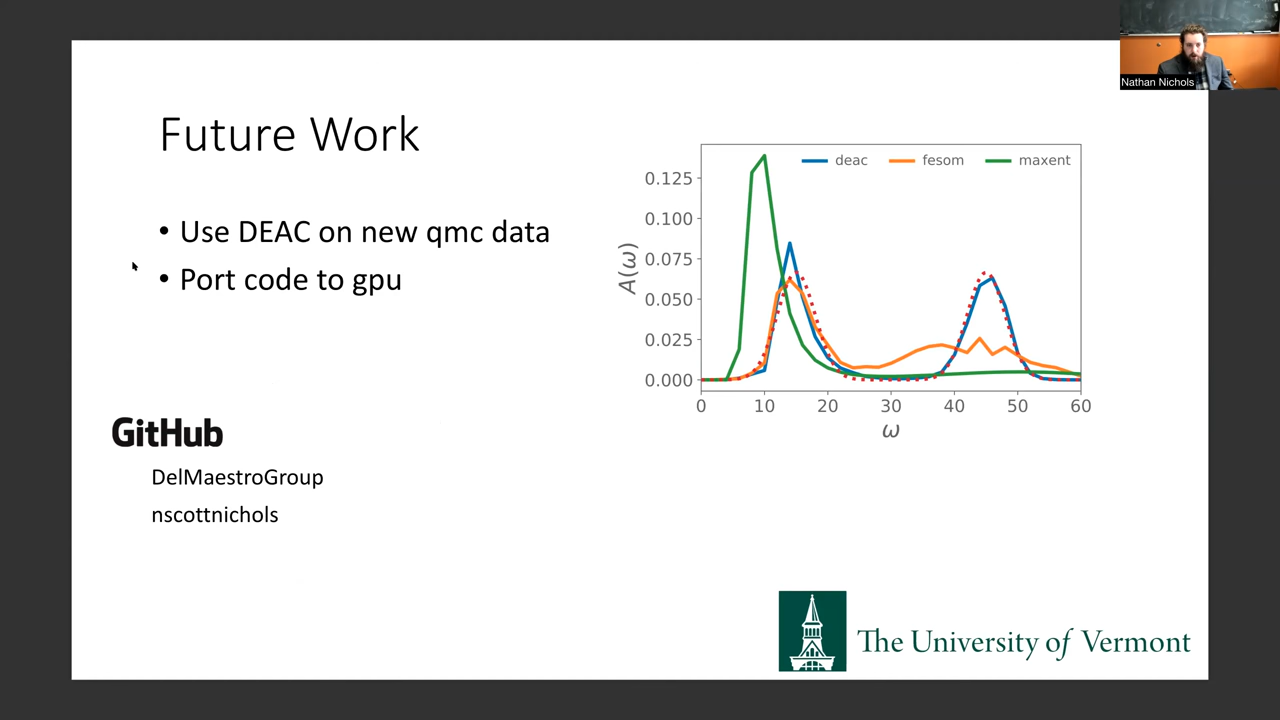 Nathan Nichols
Future Work
• Use DEAC on new qmc data
• Port code to gpu
GitHub
DelMaestroGroup
nscottnichols
deac fesom maxent
0.125
0.100
0.075
0.050
0.025
0.000
A(ω)
0 10 20 30 40 50 60
ω
The University of Vermont